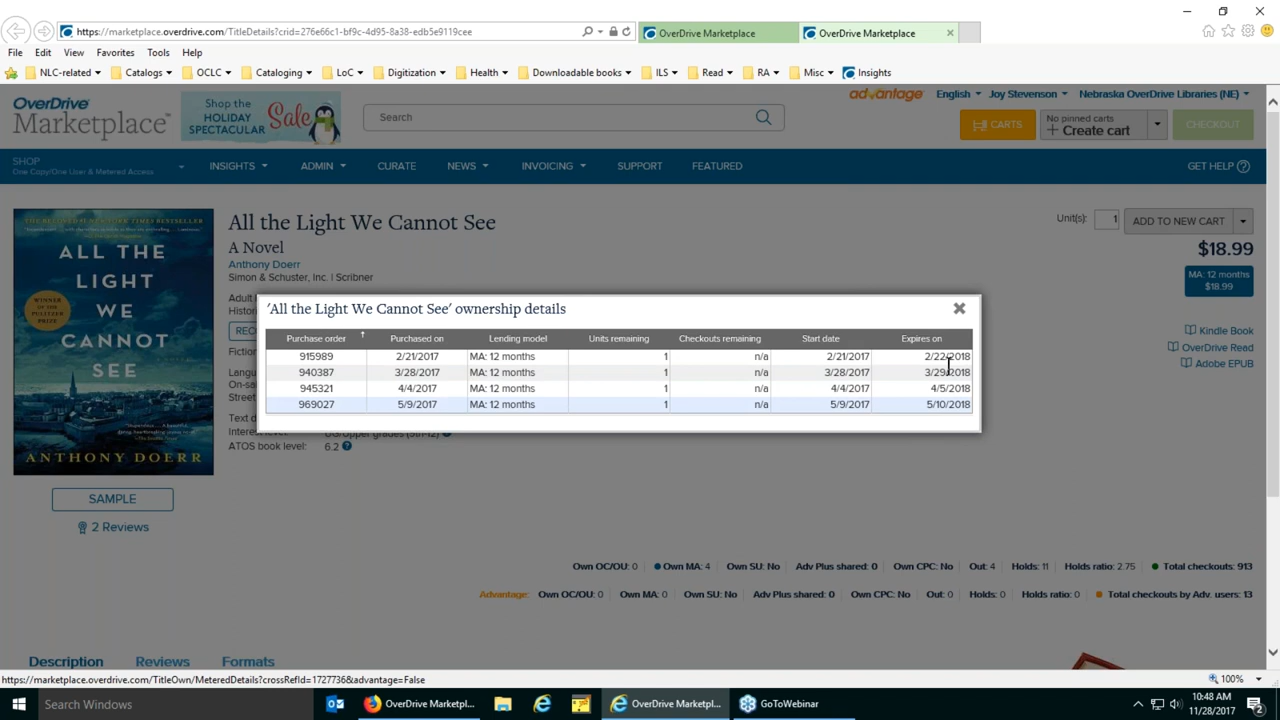 https://marketplace.overdrive.com/TitleDetails?crid=276e66c1-bf9c-4d95-8a38-edb5e9119cee
OverDrive Marketplace
OverDrive Marketplace
File Edit View Favorites Tools Help
NLC-related Catalogs OCLC Cataloging LoC Digitization Health Downloadable books ILS Read RA Misc Insights
OverDrive
Marketplace
Shop the
HOLIDAY
SPECTACULAR
Sale
Search
advantage English Joy Stevenson Nebraska OverDrive Libraries (NE)
CARTS
No pinned carts
+ Create cart
CHECKOUT
SHOP
One Copy/One User & Metered Access
INSIGHTS ADMIN CURATE NEWS INVOICING SUPPORT FEATURED GET HELP
All the Light We Cannot See
A Novel
Anthony Doerr
Simon & Schuster, Inc. | Scribner
Unit(s): 1 ADD TO NEW CART
$18.99
MA: 12 months
$18.99
Kindle Book
OverDrive Read
Adobe EPUB
ALL THE
LIGHT
WE
CANNOT
SEE
WINNER
OF THE
PULITZER
PRIZE
ANTHONY DOERR
'All the Light We Cannot See' ownership details
Purchase order Purchased on Lending model Units remaining Checkouts remaining Start date Expires on
915989 2/21/2017 MA: 12 months 1 n/a 2/21/2017 2/22/2018
940387 3/28/2017 MA: 12 months 1 n/a 3/28/2017 3/29/2018
945321 4/4/2017 MA: 12 months 1 n/a 4/4/2017 4/5/2018
969027 5/9/2017 MA: 12 months 1 n/a 5/9/2017 5/10/2018
ATOS book level: 6.2
SAMPLE
2 Reviews
Own OC/OU: 0 Own MA: 4 Own SU: No Adv Plus shared: 0 Own CPC: No Out: 4 Holds: 11 Holds ratio: 2.75 Total checkouts: 913
Advantage: Own OC/OU: 0 Own MA: 0 Own SU: No Adv Plus shared: 0 Own CPC: No Out: 0 Holds: 0 Holds ratio: 0 Total checkouts by Adv. users: 13
Description Reviews Formats
https://marketplace.overdrive.com/TitleOwn/MeteredDetails?crossRefId=1727736&advantage=False
100%
Search Windows
OverDrive Marketpl...
OverDrive Marketpl...
GoToWebinar
10:48 AM
11/28/2017
2